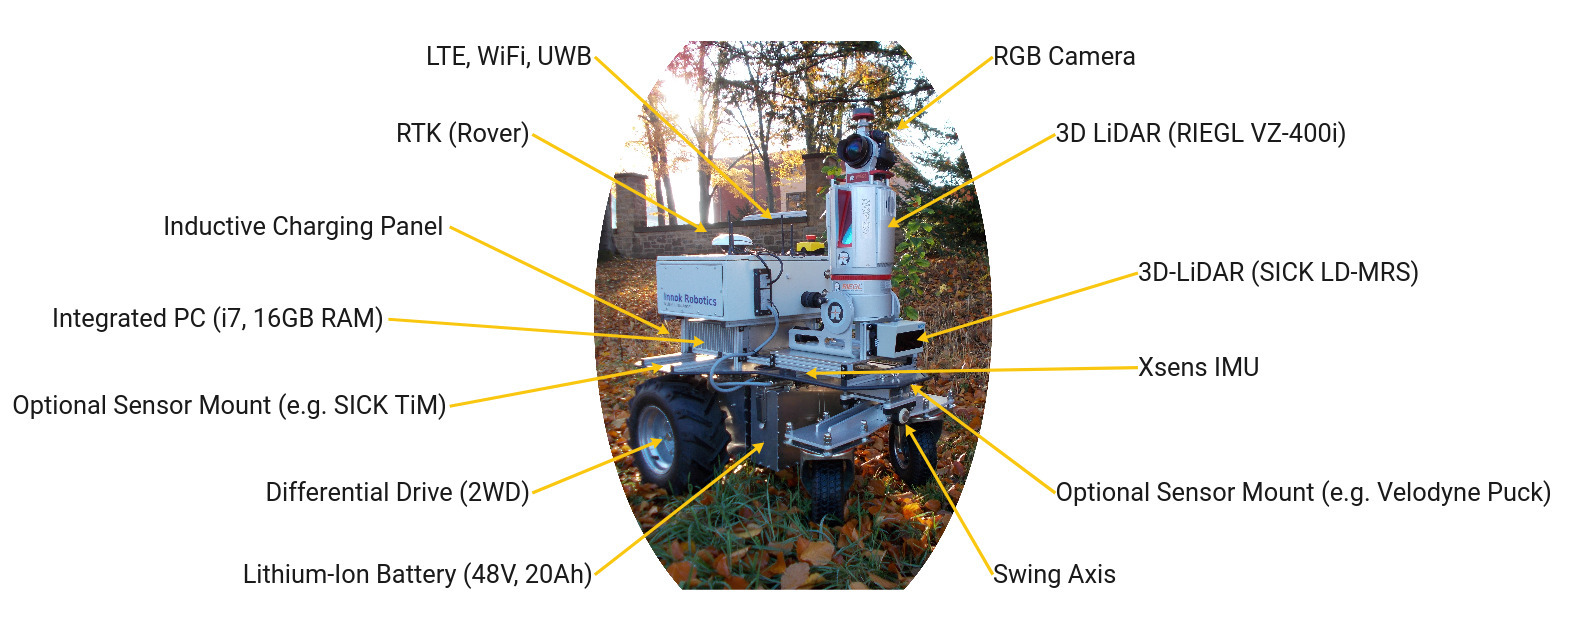 LTE, WiFi, UWB
RTK (Rover)
Inductive Charging Panel
Integrated PC (i7, 16GB RAM)
Optional Sensor Mount (e.g. SICK TiM)
Differential Drive (2WD)
Lithium-Ion Battery (48V, 20Ah)
RGB Camera
3D LiDAR (RIEGL VZ-400i)
3D-LiDAR (SICK LD-MRS)
Xsens IMU
Optional Sensor Mount (e.g. Velodyne Puck)
Swing Axis
Innok Robotics
RIEGL